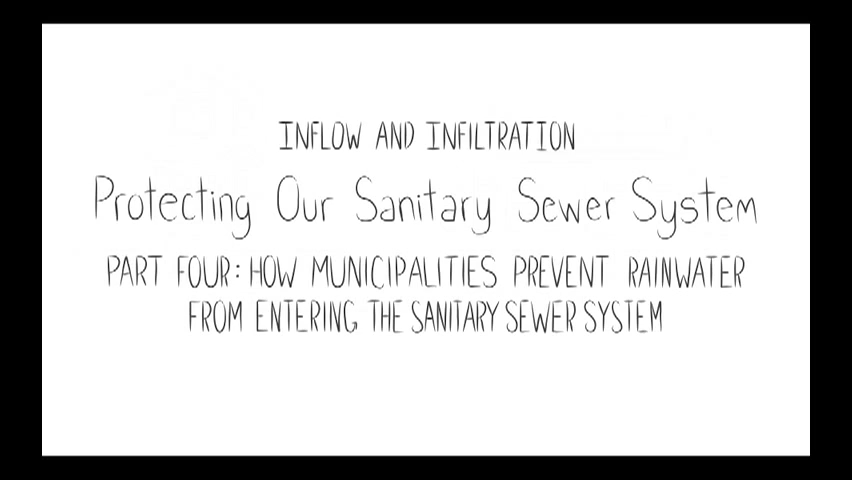 INFLOW AND INFILTRATION
Protecting Our Sanitary Sewer System
PART FOUR: HOW MUNICIPALITIES PREVENT RAINWATER
FROM ENTERING THE SANITARY SEWER SYSTEM